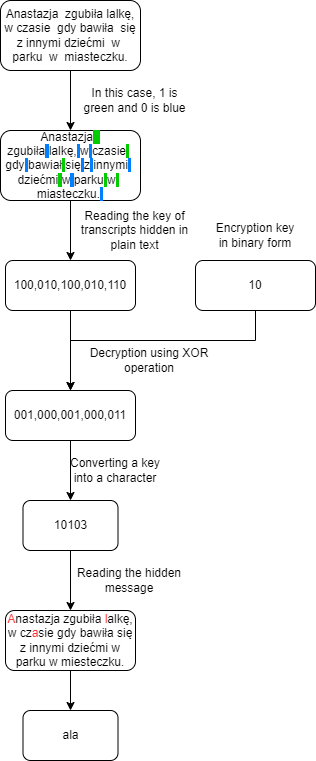 Anastazja  zgubiła lalkę,
w czasie  gdy bawiła  się
z innymi dziećmi  w
parku  w  miasteczku.
In this case, 1 is
green and 0 is blue
Anastazja
zgubiła lalkę, w czasie
gdy bawiał się z innymi
dziećmi w parku w
miasteczku.
Reading the key of
transcripts hidden in
plain text
Encryption key
in binary form
100,010,100,010,110
10
Decryption using XOR
operation
001,000,001,000,011
Converting a key
into a character
10103
Reading the hidden
message
Anastazja zgubiła lalkę,
w czasie gdy bawiła się
z innymi dziećmi w
parku w miesteczku.
ala